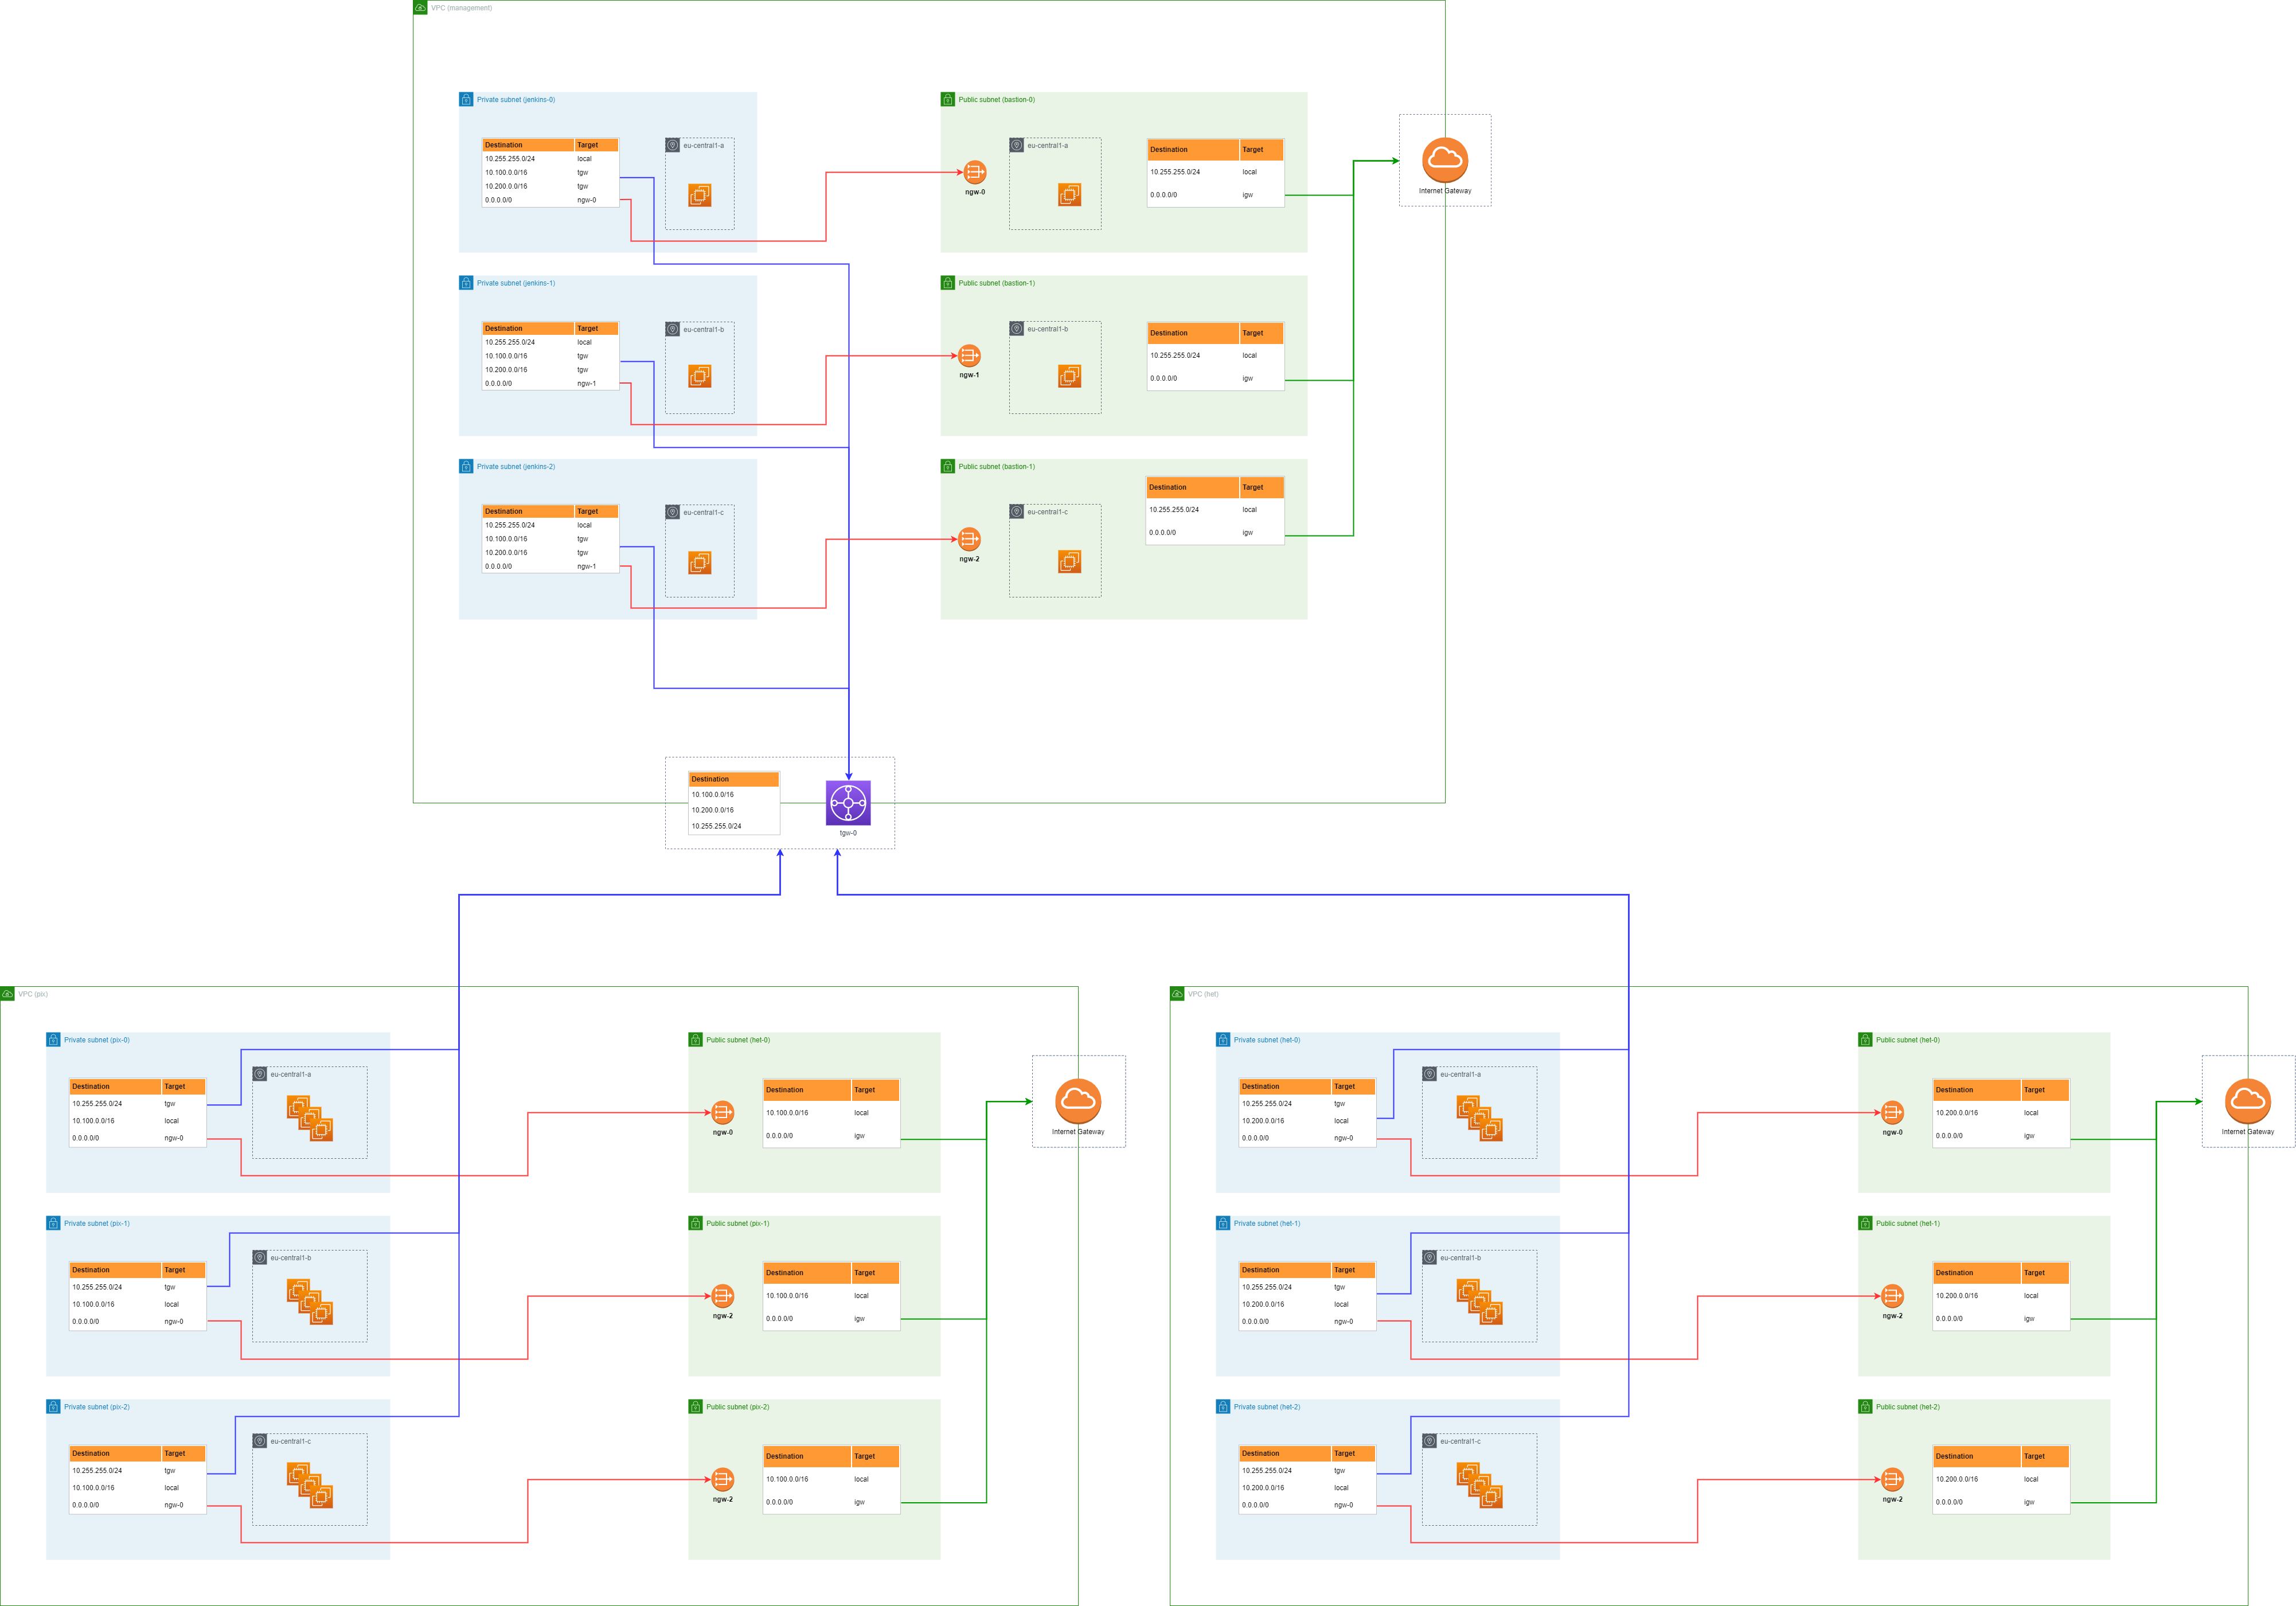 VPC (management)
Private subnet (jenkins-0)
Destination Target
10.255.255.0/24 local
10.100.0.0/16 tgw
10.200.0.0/16 tgw
0.0.0.0/0 ngw-0
eu-central1-a
Public subnet (bastion-0)
ngw-0
eu-central1-a
Destination Target
10.255.255.0/24 local
0.0.0.0/0 igw
Internet Gateway
Private subnet (jenkins-1)
Destination Target
10.255.255.0/24 local
10.100.0.0/16 tgw
10.200.0.0/16 tgw
0.0.0.0/0 ngw-1
eu-central1-b
Public subnet (bastion-1)
ngw-1
eu-central1-b
Destination Target
10.255.255.0/24 local
0.0.0.0/0 igw
Private subnet (jenkins-2)
Destination Target
10.255.255.0/24 local
10.100.0.0/16 tgw
10.200.0.0/16 tgw
0.0.0.0/0 ngw-1
eu-central1-c
Public subnet (bastion-1)
ngw-2
eu-central1-c
Destination Target
10.255.255.0/24 local
0.0.0.0/0 igw
Destination
10.100.0.0/16
10.200.0.0/16
10.255.255.0/24
tgw-0
VPC (pix)
Private subnet (pix-0)
Destination Target
10.255.255.0/24 tgw
10.100.0.0/16 local
0.0.0.0/0 ngw-0
eu-central1-a
Public subnet (het-0)
ngw-0
Destination Target
10.100.0.0/16 local
0.0.0.0/0 igw
Internet Gateway
Private subnet (pix-1)
Destination Target
10.255.255.0/24 tgw
10.100.0.0/16 local
0.0.0.0/0 ngw-0
eu-central1-b
Public subnet (pix-1)
ngw-2
Destination Target
10.100.0.0/16 local
0.0.0.0/0 igw
Private subnet (pix-2)
Destination Target
10.255.255.0/24 tgw
10.100.0.0/16 local
0.0.0.0/0 ngw-0
eu-central1-c
Public subnet (pix-2)
ngw-2
Destination Target
10.100.0.0/16 local
0.0.0.0/0 igw
VPC (het)
Private subnet (het-0)
Destination Target
10.255.255.0/24 tgw
10.200.0.0/16 local
0.0.0.0/0 ngw-0
eu-central1-a
Public subnet (het-0)
ngw-0
Destination Target
10.200.0.0/16 local
0.0.0.0/0 igw
Internet Gateway
Private subnet (het-1)
Destination Target
10.255.255.0/24 tgw
10.200.0.0/16 local
0.0.0.0/0 ngw-0
eu-central1-b
Public subnet (het-1)
ngw-2
Destination Target
10.200.0.0/16 local
0.0.0.0/0 igw
Private subnet (het-2)
Destination Target
10.255.255.0/24 tgw
10.200.0.0/16 local
0.0.0.0/0 ngw-0
eu-central1-c
Public subnet (het-2)
ngw-2
Destination Target
10.200.0.0/16 local
0.0.0.0/0 igw